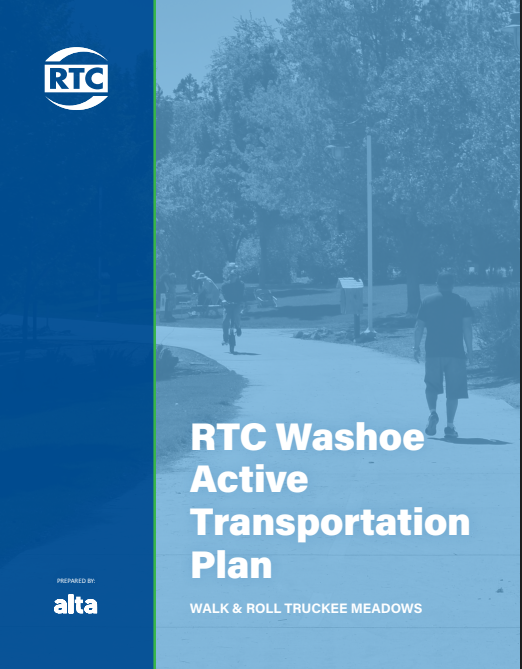 RTC
RTC Washoe
Active
Transportation
Plan
WALK & ROLL TRUCKEE MEADOWS
PREPARED BY:
alta